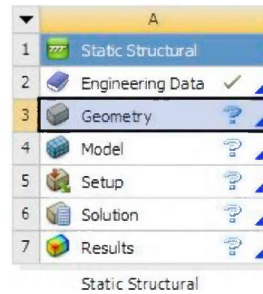 A
1 Static Structural
2 Engineering Data
3 Geometry ?
4 Model ?
5 Setup ?
6 Solution ?
7 Results ?
Static Structural